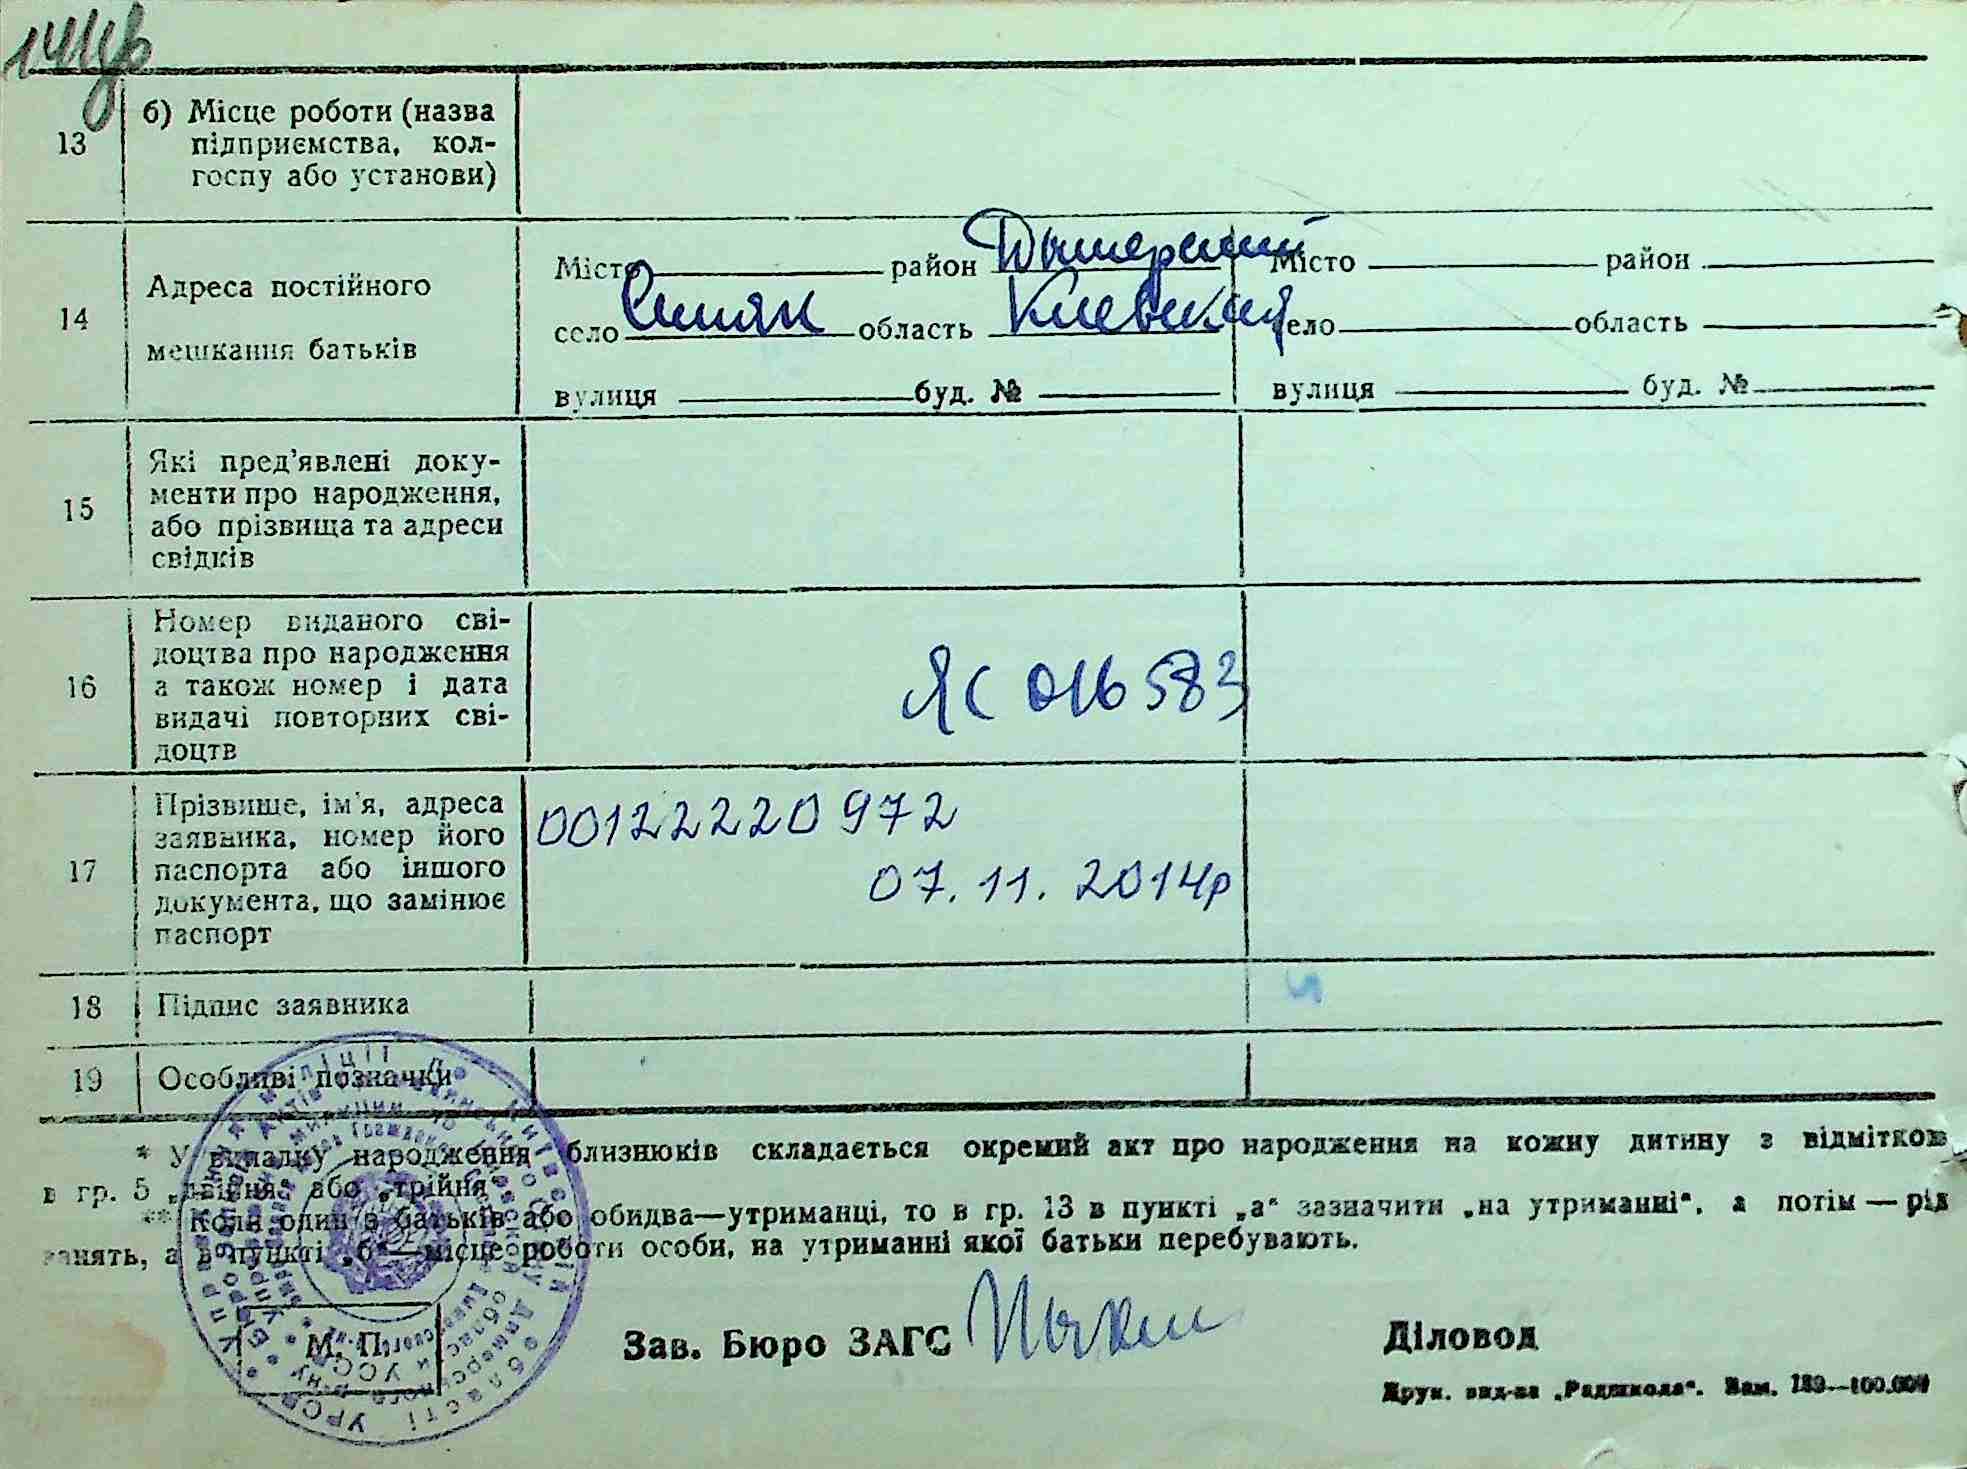 13
б) Місце роботи (назва
підприємства, кол-
госпу або установи)
14
Адреса постійного
мешкання батьків
Місто район Дымерский
село Синяк область Киевская
вулиця буд. №
Місто район
село область
вулиця буд. №
15
Які пред'явлені доку-
менти про народження,
або прізвища та адреси
свідків
16
Номер виданого сві-
доцтва про народження
а також номер і дата
видачі повторних сві-
доцтв
ЯС 016583
17
Прізвище, ім'я, адреса
заявника, номер його
паспорта або іншого
документа, що замінює
паспорт
00122220972
07.11.2014р
18
Підпис заявника
19
Особливі позначки
* У випадку народження близнюків складається окремий акт про народження на кожну дитину з відміткою
в гр. 5 „двійня“ або „трійня“
** Коли один з батьків або обидва—утриманці, то в гр. 13 в пункті „а“ зазначити „на утриманні“, а потім — рід
занять, а в пункті „б“—місце роботи особи, на утриманні якої батьки перебувають.
М. П.
Зав. Бюро ЗАГС
Діловод
Друк. вид-ва „Радшкола“. Зам. 189—100.000